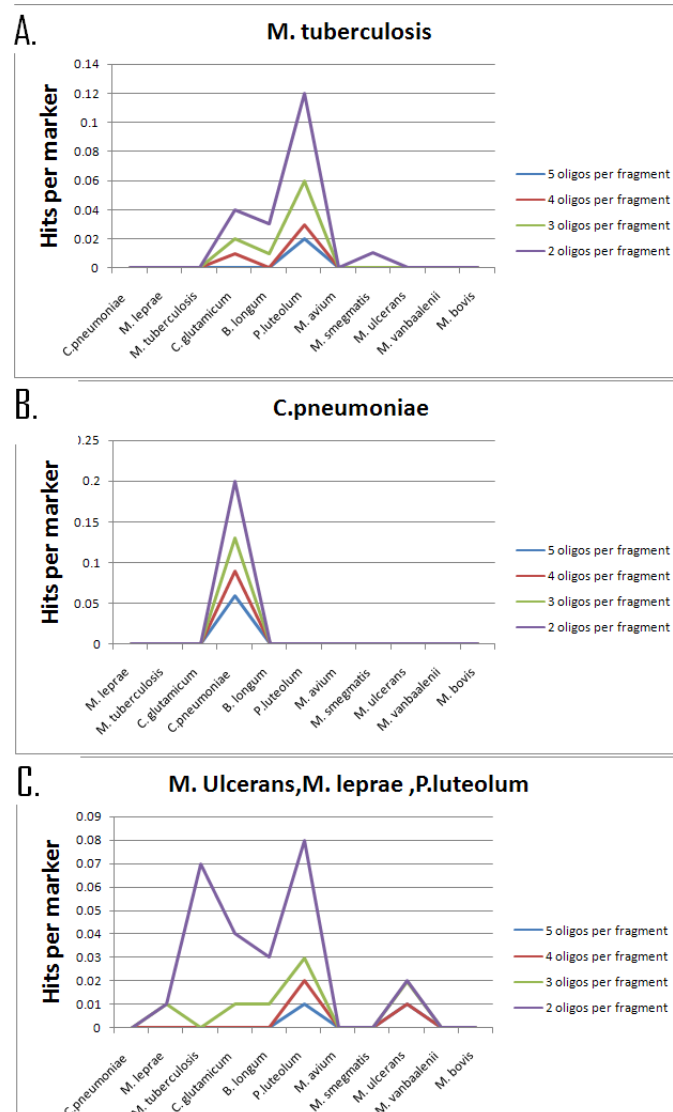 A.
M. tuberculosis
Hits per marker
0.14
0.12
0.1
0.08
0.06
0.04
0.02
0
C.pneumoniae
M. leprae
M. tuberculosis
C. glutamicum
B. longum
P.luteolum
M. avium
M. smegmatis
M. ulcerans
M. vanbaalenii
M. bovis
5 oligos per fragment
4 oligos per fragment
3 oligos per fragment
2 oligos per fragment
B.
C.pneumoniae
Hits per marker
0.25
0.2
0.15
0.1
0.05
0
M. leprae
M. tuberculosis
C. glutamicum
C.pneumoniae
B. longum
P.luteolum
M. avium
M. smegmatis
M. ulcerans
M. vanbaalenii
M. bovis
5 oligos per fragment
4 oligos per fragment
3 oligos per fragment
2 oligos per fragment
C.
M. Ulcerans,M. leprae ,P.luteolum
Hits per marker
0.09
0.08
0.07
0.06
0.05
0.04
0.03
0.02
0.01
0
C.pneumoniae
M. leprae
M. tuberculosis
C. glutamicum
B. longum
P.luteolum
M. avium
M. smegmatis
M. ulcerans
M. vanbaalenii
M. bovis
5 oligos per fragment
4 oligos per fragment
3 oligos per fragment
2 oligos per fragment